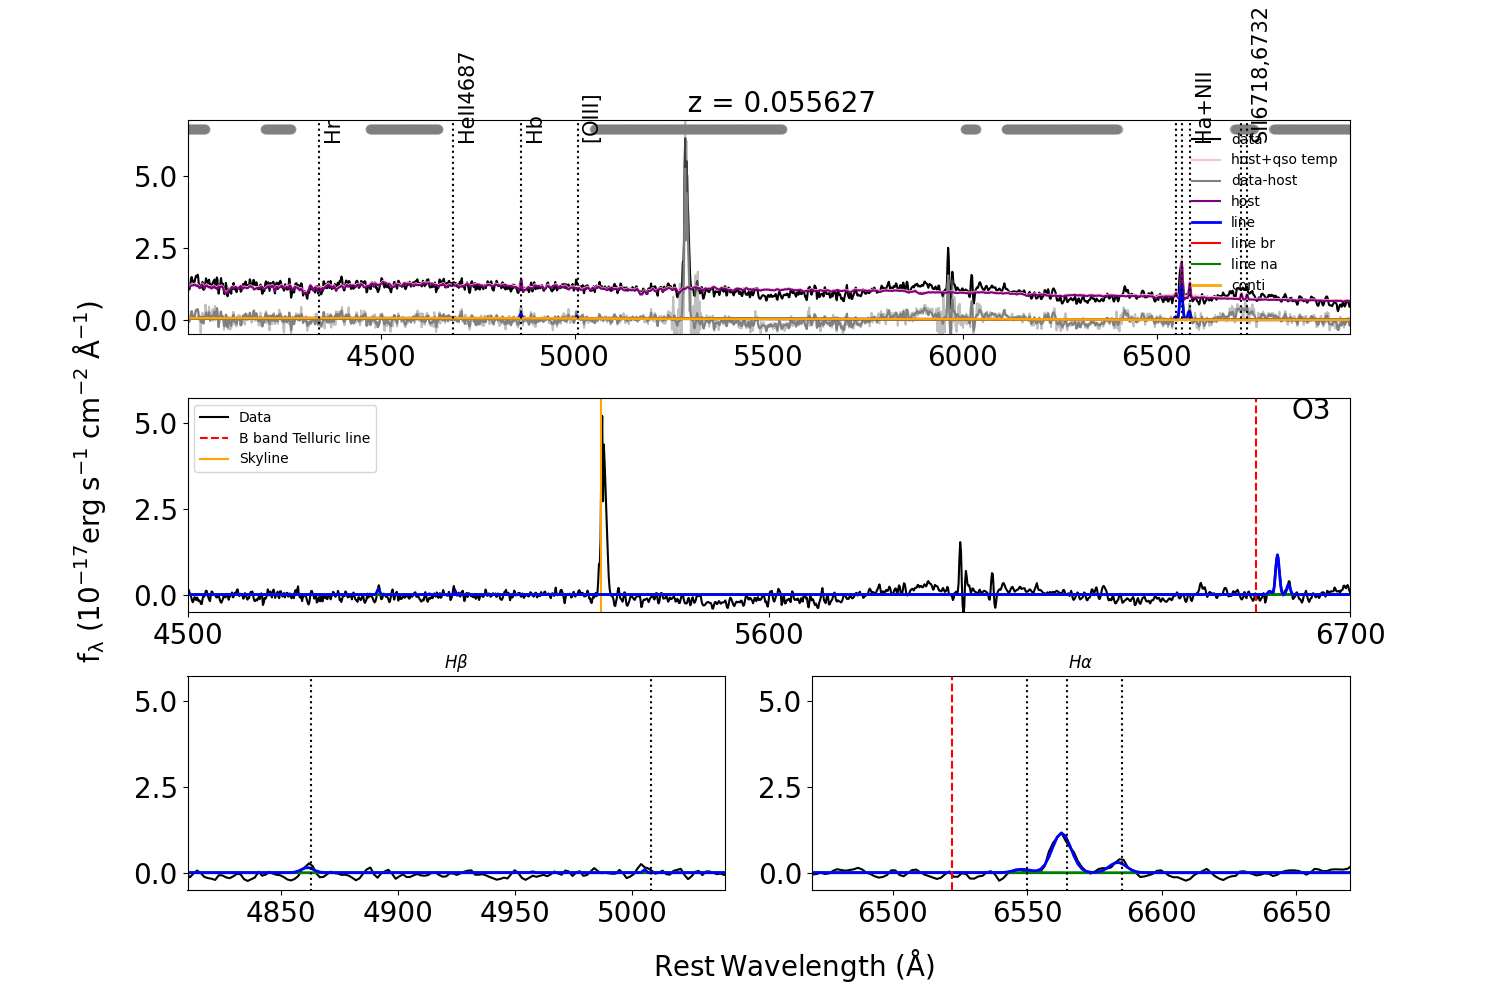 z = 0.055627
Hr
HeII4687
Hb
[OIII]
Ha+NII
SII6718,6732
data
host+qso temp
data-host
host
line
line br
line na
conti
5.0
2.5
0.0
4500 5000 5500 6000 6500
fλ (10⁻¹⁷erg s⁻¹ cm⁻² Å⁻¹)
O3
Data
B band Telluric line
Skyline
5.0
2.5
0.0
4500 5600 6700
Hβ
5.0
2.5
0.0
4850 4900 4950 5000
Hα
5.0
2.5
0.0
6500 6550 6600 6650
Rest Wavelength (Å)